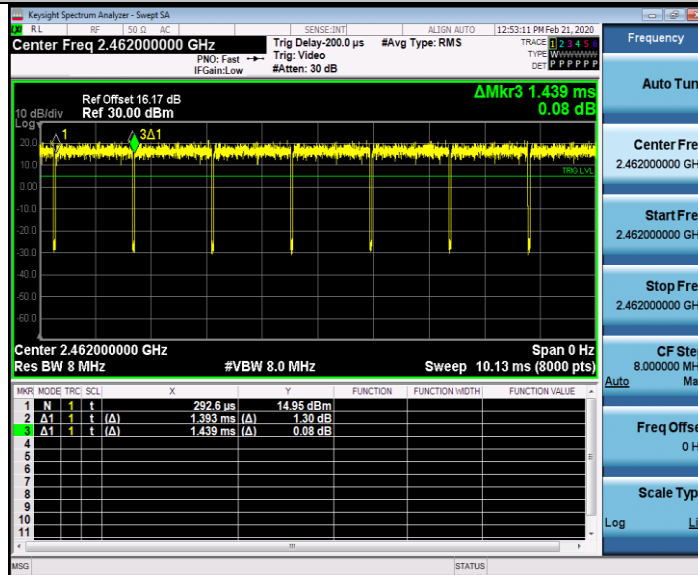 Keysight Spectrum Analyzer - Swept SA
RL RF 50 Ω AC SENSE:INT ALIGN AUTO 12:53:11 PM Feb 21, 2020
Center Freq 2.462000000 GHz
Trig Delay-200.0 µs #Avg Type: RMS
PNO: Fast Trig: Video
IFGain:Low #Atten: 30 dB
TRACE 1 2 3 4 5 6
TYPE W
DET P P P P P P
ΔMkr3 1.439 ms
0.08 dB
Ref Offset 16.17 dB
10 dB/div Ref 30.00 dBm
Log
1
3Δ1
20.0
10.0
TRIG LVL
0.00
-10.0
-20.0
-30.0
-40.0
-50.0
-60.0
Center 2.462000000 GHz Span 0 Hz
Res BW 8 MHz #VBW 8.0 MHz Sweep 10.13 ms (8000 pts)
MKR MODE TRC SCL X Y FUNCTION FUNCTION WIDTH FUNCTION VALUE
1 N 1 t 292.6 µs 14.95 dBm
2 Δ1 1 t (Δ) 1.393 ms (Δ) 1.30 dB
3 Δ1 1 t (Δ) 1.439 ms (Δ) 0.08 dB
4
5
6
7
8
9
10
11
MSG STATUS
Frequency
Auto Tun
Center Fre
2.462000000 GH
Start Fre
2.462000000 GH
Stop Fre
2.462000000 GH
CF Ste
8.000000 MH
Auto Ma
Freq Offse
0 H
Scale Typ
Log Li